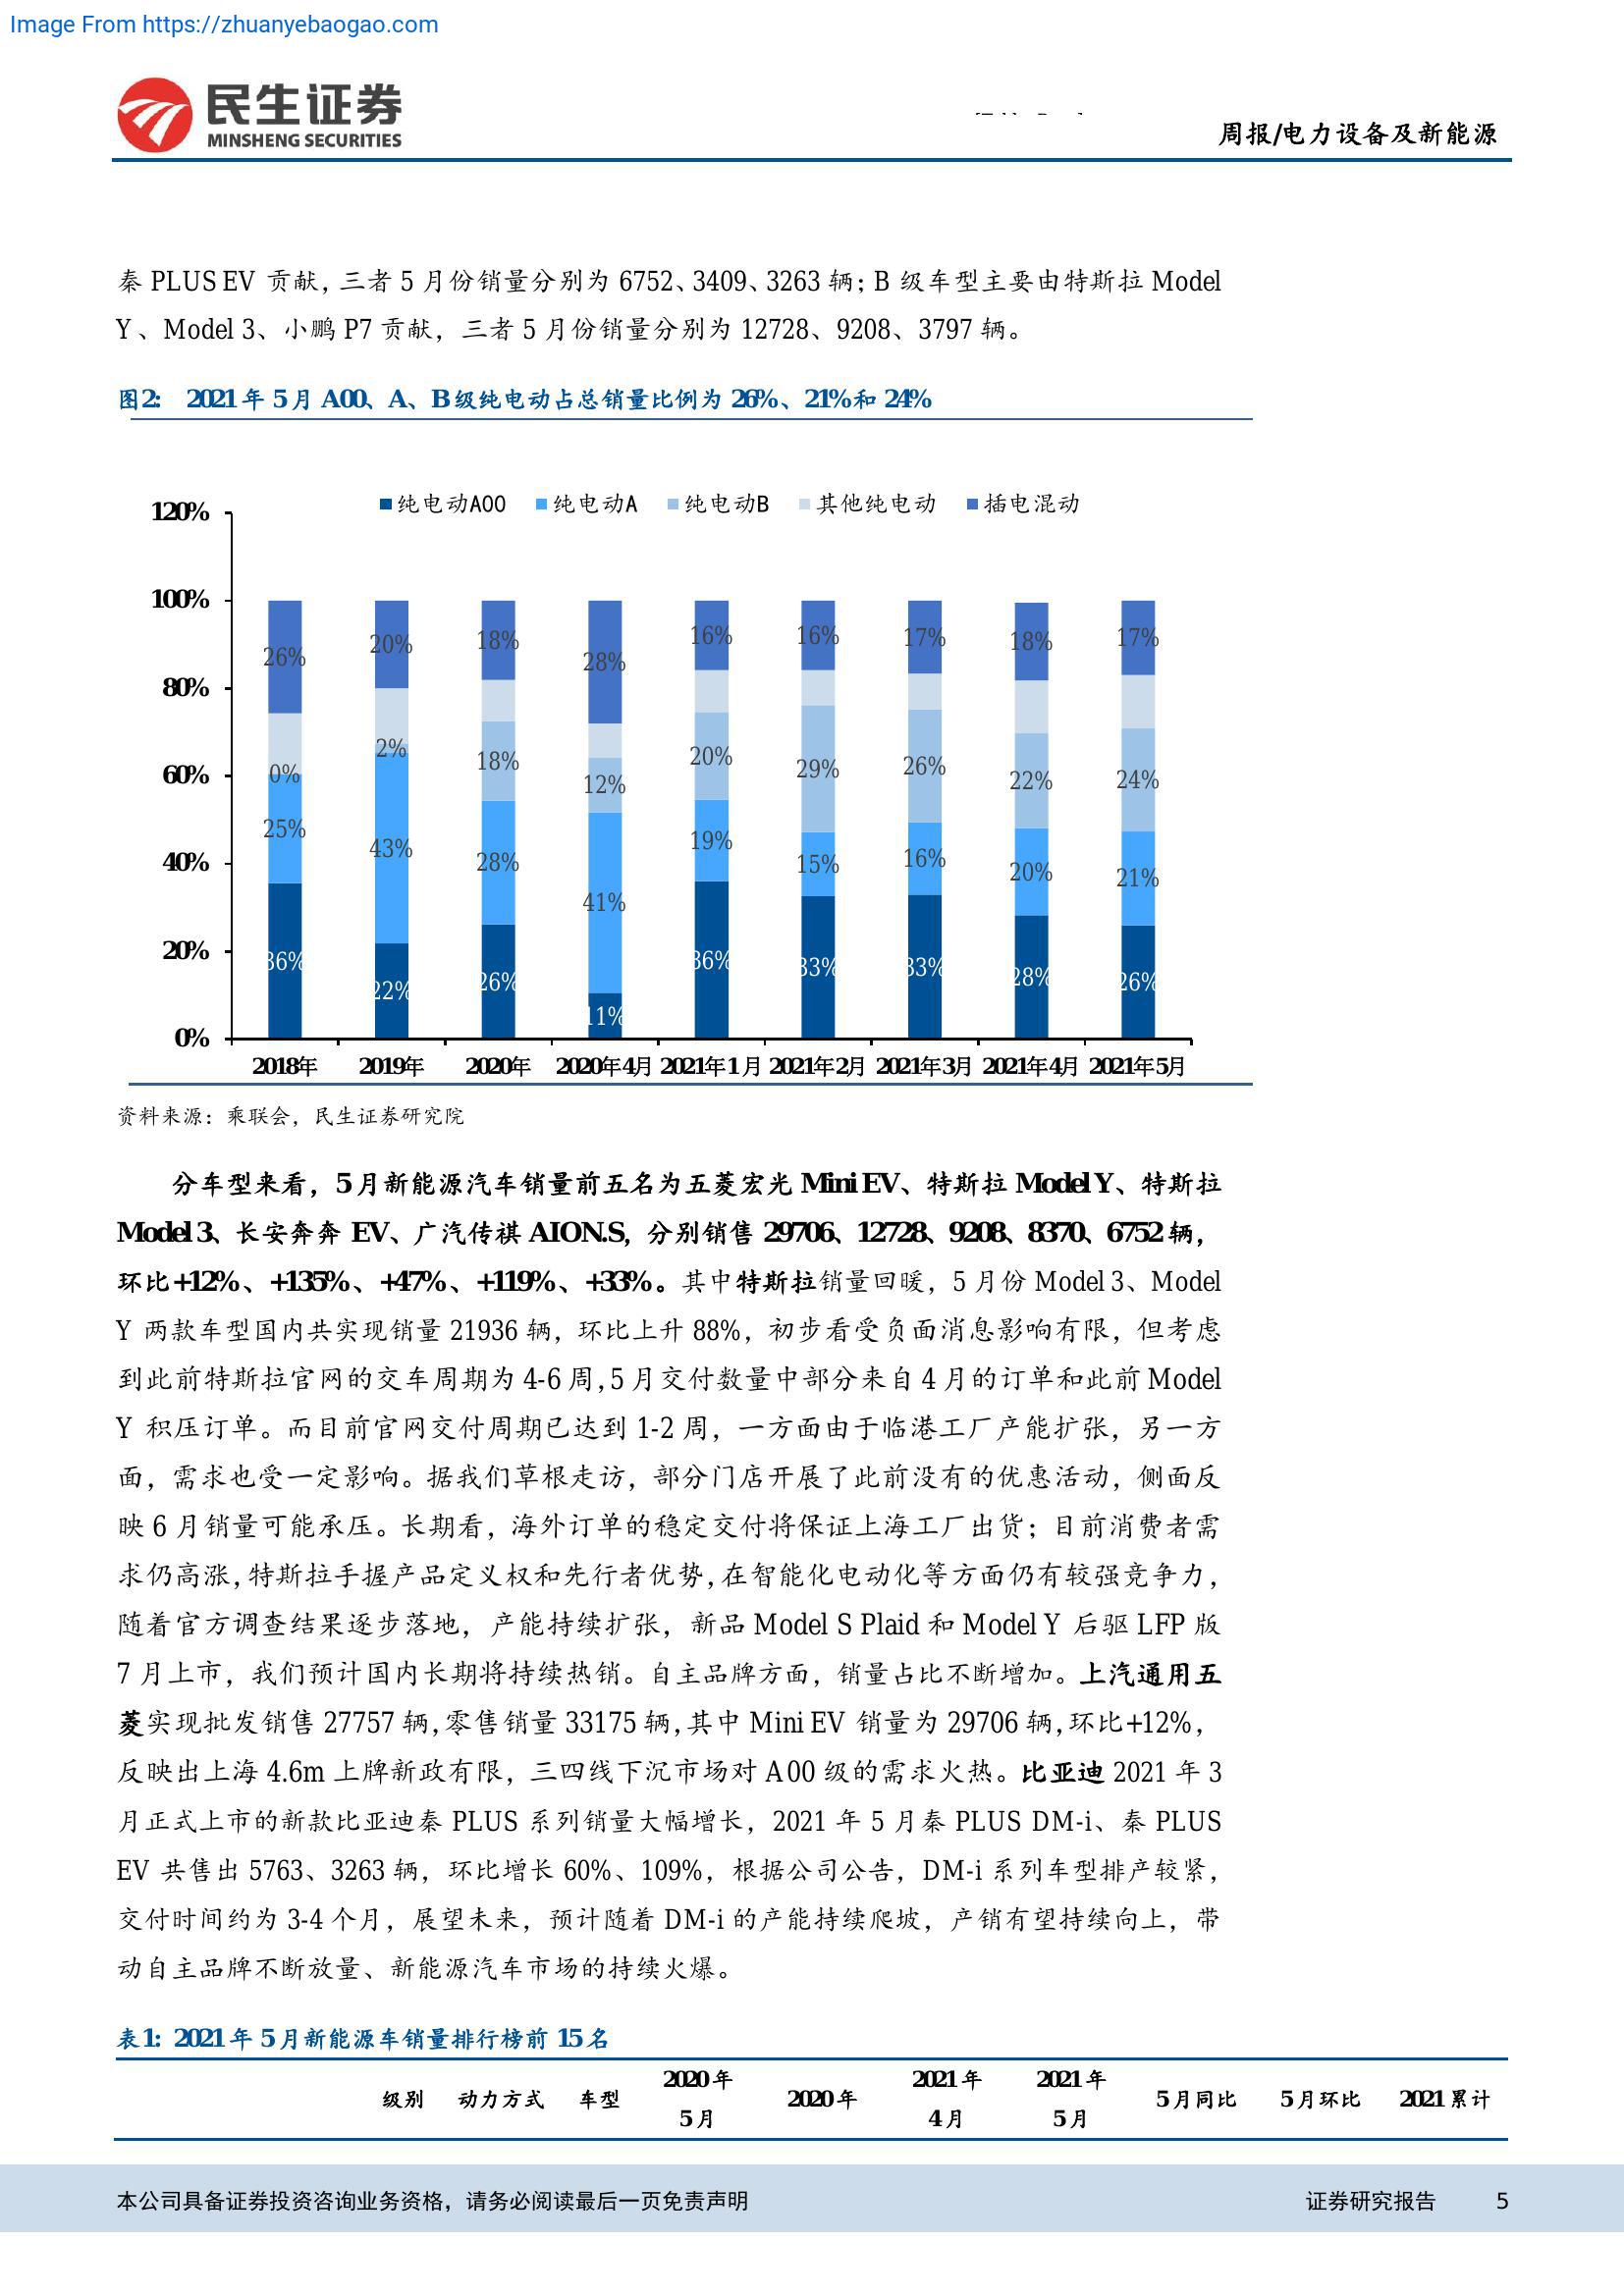 Image From https://zhuanyebaogao.com
民生证券
MINSHENG SECURITIES
周报/电力设备及新能源
秦 PLUS EV 贡献，三者 5 月份销量分别为 6752、3409、3263 辆；B 级车型主要由特斯拉 Model
Y、Model 3、小鹏 P7 贡献，三者 5 月份销量分别为 12728、9208、3797 辆。
图2: 2021 年 5 月 A00、A、B 级纯电动占总销量比例为 26%、21%和 24%
纯电动A00 纯电动A 纯电动B 其他纯电动 插电混动
120%
100%
80%
60%
40%
20%
0%
26% 20% 18% 28% 16% 16% 17% 18% 17%
0% 2% 18% 12% 20% 29% 26% 22% 24%
25% 43% 28% 41% 19% 15% 16% 20% 21%
36% 22% 26% 11% 36% 33% 33% 28% 26%
2018年 2019年 2020年 2020年4月 2021年1月 2021年2月 2021年3月 2021年4月 2021年5月
资料来源：乘联会，民生证券研究院
分车型来看，5 月新能源汽车销量前五名为五菱宏光 Mini EV、特斯拉 Model Y、特斯拉
Model 3、长安奔奔 EV、广汽传祺 AION.S，分别销售 29706、12728、9208、8370、6752 辆，
环比+12%、+135%、+47%、+119%、+33%。其中特斯拉销量回暖，5 月份 Model 3、Model
Y 两款车型国内共实现销量 21936 辆，环比上升 88%，初步看受负面消息影响有限，但考虑
到此前特斯拉官网的交车周期为 4-6 周，5 月交付数量中部分来自 4 月的订单和此前 Model
Y 积压订单。而目前官网交付周期已达到 1-2 周，一方面由于临港工厂产能扩张，另一方
面，需求也受一定影响。据我们草根走访，部分门店开展了此前没有的优惠活动，侧面反
映 6 月销量可能承压。长期看，海外订单的稳定交付将保证上海工厂出货；目前消费者需
求仍高涨，特斯拉手握产品定义权和先行者优势，在智能化电动化等方面仍有较强竞争力，
随着官方调查结果逐步落地，产能持续扩张，新品 Model S Plaid 和 Model Y 后驱 LFP 版
7 月上市，我们预计国内长期将持续热销。自主品牌方面，销量占比不断增加。上汽通用五
菱实现批发销售 27757 辆，零售销量 33175 辆，其中 Mini EV 销量为 29706 辆，环比+12%，
反映出上海 4.6m 上牌新政有限，三四线下沉市场对 A00 级的需求火热。比亚迪 2021 年 3
月正式上市的新款比亚迪秦 PLUS 系列销量大幅增长，2021 年 5 月秦 PLUS DM-i、秦 PLUS
EV 共售出 5763、3263 辆，环比增长 60%、109%，根据公司公告，DM-i 系列车型排产较紧，
交付时间约为 3-4 个月，展望未来，预计随着 DM-i 的产能持续爬坡，产销有望持续向上，带
动自主品牌不断放量、新能源汽车市场的持续火爆。
表1: 2021 年 5 月新能源车销量排行榜前 15 名
级别 动力方式 车型 2020 年 5 月 2020 年 2021 年 4 月 2021 年 5 月 5 月同比 5 月环比 2021 累计
本公司具备证券投资咨询业务资格，请务必阅读最后一页免责声明 证券研究报告 5